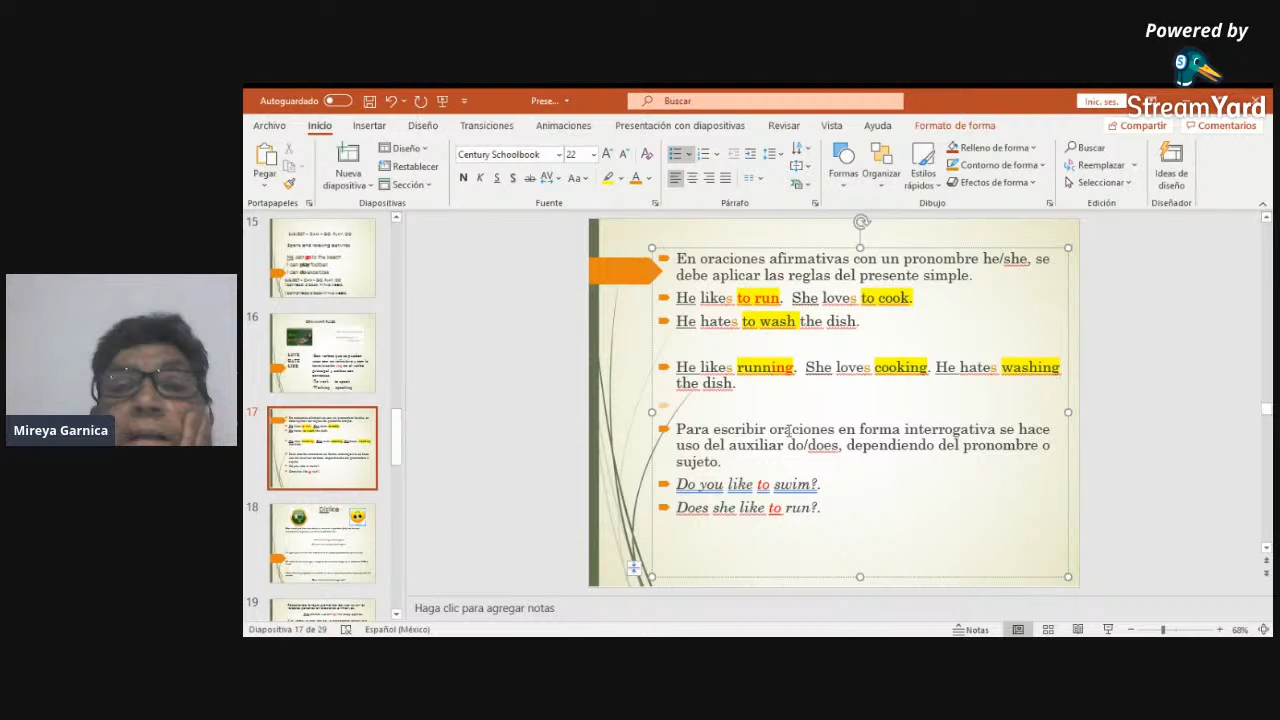 Powered by
StreamYard
Autoguardado
Prese...
Buscar
Inic. ses.
Archivo Inicio Insertar Diseño Transiciones Animaciones Presentación con diapositivas Revisar Vista Ayuda Formato de forma Compartir Comentarios
Pegar
Nueva diapositiva
Diseño
Restablecer
Sección
Century Schoolbook 22
N K S S ab AV Aa A
Formas Organizar Estilos rápidos
Relleno de forma
Contorno de forma
Efectos de forma
Buscar
Reemplazar
Seleccionar
Ideas de diseño
Portapapeles Diapositivas Fuente Párrafo Dibujo Edición Diseñador
15
16
17
18
Dislike
19
En oraciones afirmativas con un pronombre he/she, se
debe aplicar las reglas del presente simple.
He likes to run. She loves to cook.
He hates to wash the dish.
He likes running. She loves cooking. He hates washing
the dish.
Para escribir oraciones en forma interrogativa se hace
uso del auxiliar do/does, dependiendo del pronombre o
sujeto.
Do you like to swim?.
Does she like to run?.
Mireya Garnica
Haga clic para agregar notas
Diapositiva 17 de 29 Español (México) Notas 68%